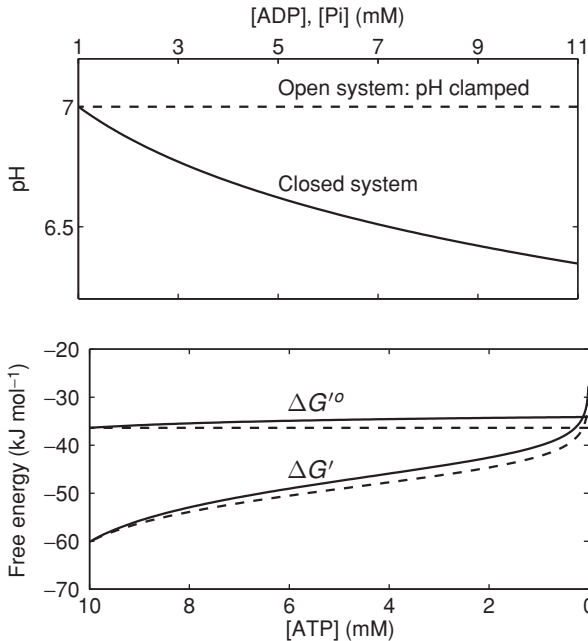 [ADP], [Pi] (mM)
1 3 5 7 9 11
Open system: pH clamped
7
Closed system
pH
6.5
−20
−30
ΔG′º
−40
ΔG′
−50
−60
−70
Free energy (kJ mol⁻¹)
10 8 6 4 2 0
[ATP] (mM)